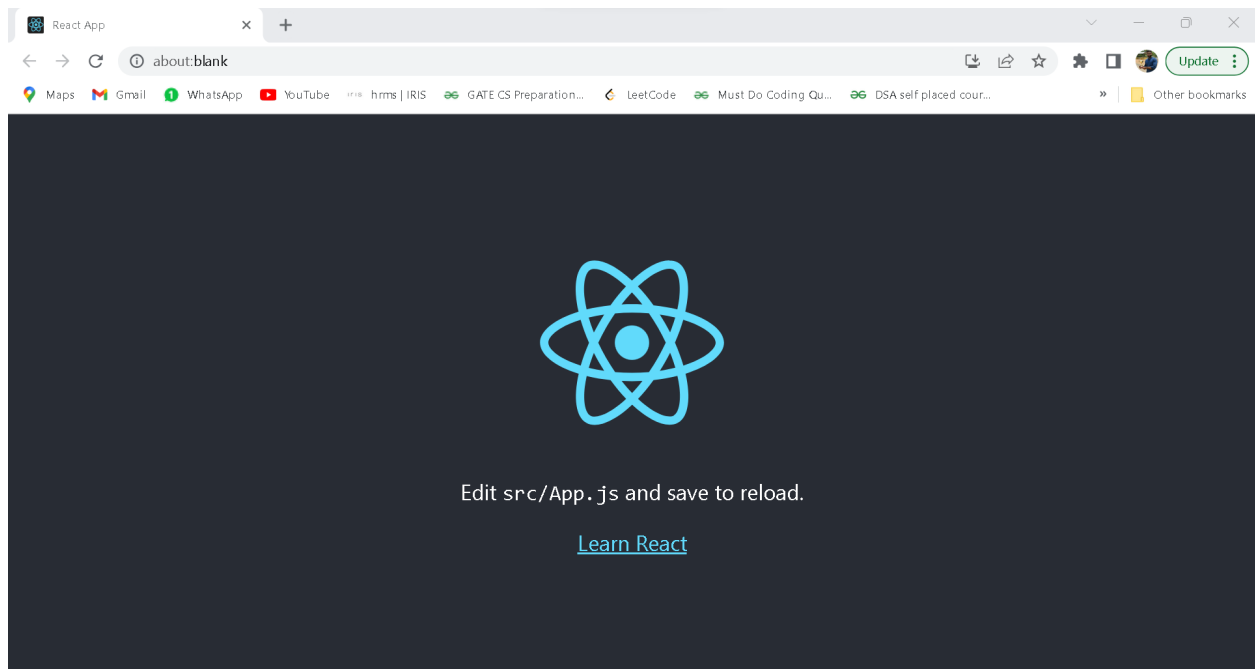 React App
about:blank
Update
Maps Gmail WhatsApp YouTube hrms | IRIS GATE CS Preparation... LeetCode Must Do Coding Qu... DSA self placed cour... » Other bookmarks
Edit src/App.js and save to reload.
Learn React